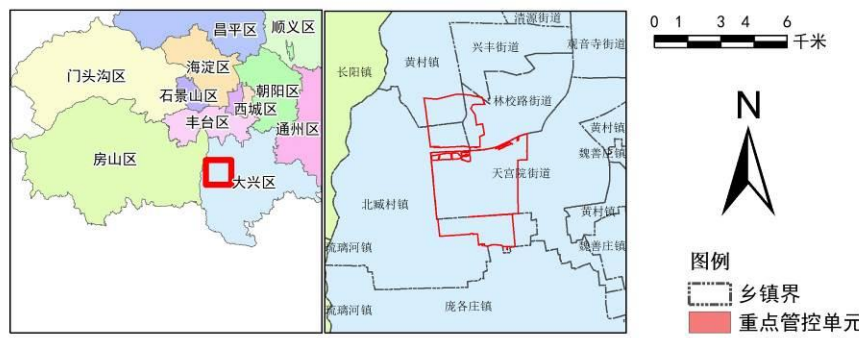 昌平区
顺义区
门头沟区
海淀区
朝阳区
石景山区
西城区
丰台区
通州区
房山区
大兴区
清源街道
兴丰街道
观音寺街道
长阳镇
黄村镇
林校路街道
黄村镇
魏善庄镇
天宫院街道
北臧村镇
黄村镇
琉璃河镇
魏善庄镇
琉璃河镇
庞各庄镇
0 1 3 4 6
千米
N
图例
乡镇界
重点管控单元